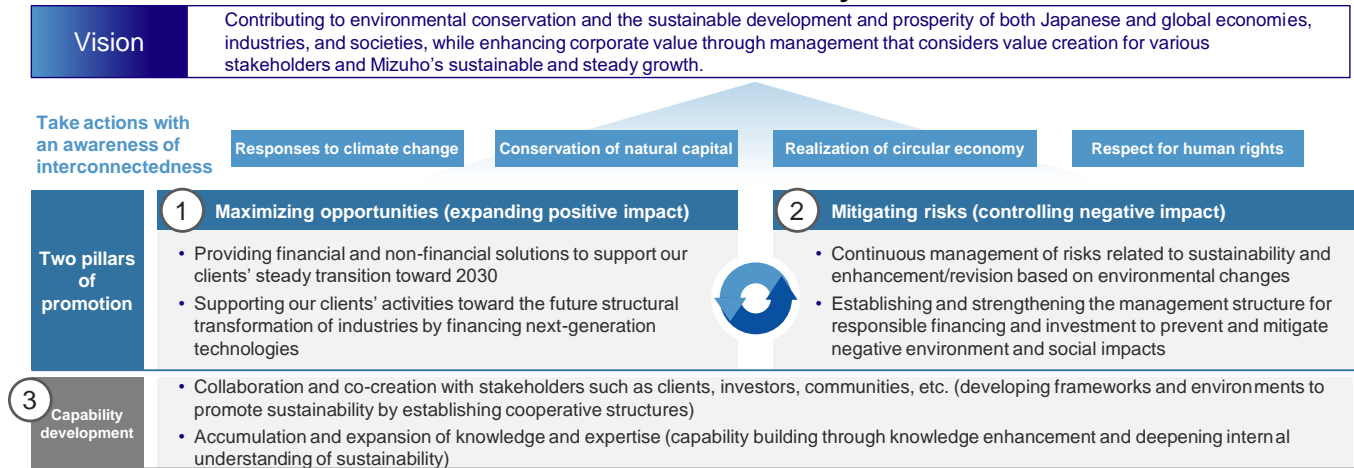 Vision
Contributing to environmental conservation and the sustainable development and prosperity of both Japanese and global economies,
industries, and societies, while enhancing corporate value through management that considers value creation for various
stakeholders and Mizuho's sustainable and steady growth.
Take actions with
an awareness of
interconnectedness
Responses to climate change
Conservation of natural capital
Realization of circular economy
Respect for human rights
Two pillars
of
promotion
1 Maximizing opportunities (expanding positive impact)
• Providing financial and non-financial solutions to support our
clients' steady transition toward 2030
• Supporting our clients' activities toward the future structural
transformation of industries by financing next-generation
technologies
2 Mitigating risks (controlling negative impact)
• Continuous management of risks related to sustainability and
enhancement/revision based on environmental changes
• Establishing and strengthening the management structure for
responsible financing and investment to prevent and mitigate
negative environment and social impacts
3
Capability
development
• Collaboration and co-creation with stakeholders such as clients, investors, communities, etc. (developing frameworks and environments to
promote sustainability by establishing cooperative structures)
• Accumulation and expansion of knowledge and expertise (capability building through knowledge enhancement and deepening internal
understanding of sustainability)